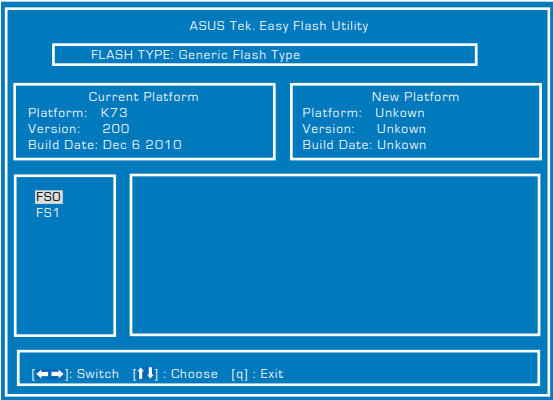 ASUS Tek. Easy Flash Utility
FLASH TYPE: Generic Flash Type
Current Platform
Platform: K73
Version: 200
Build Date: Dec 6 2010
New Platform
Platform: Unkown
Version: Unkown
Build Date: Unkown
FS0
FS1
[←→]: Switch [↑↓] : Choose [q] : Exit